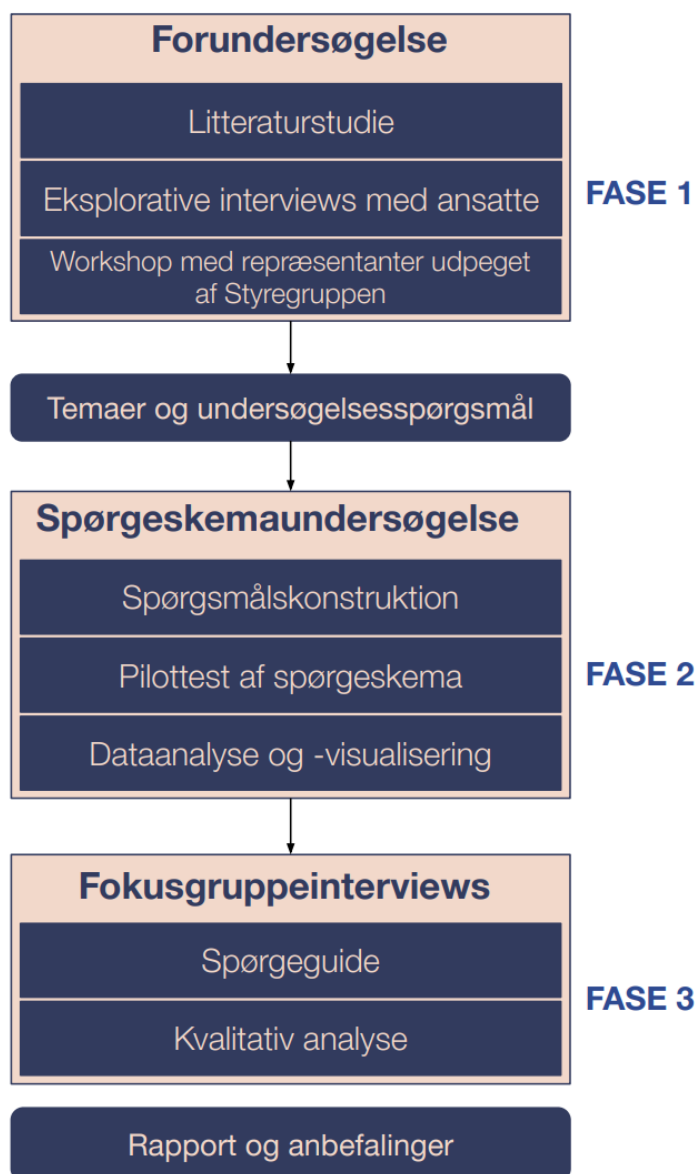 Forundersøgelse
Litteraturstudie
Eksplorative interviews med ansatte
Workshop med repræsentanter udpeget
af Styregruppen
FASE 1
Temaer og undersøgelsesspørgsmål
Spørgeskemaundersøgelse
Spørgsmålskonstruktion
Pilottest af spørgeskema
Dataanalyse og -visualisering
FASE 2
Fokusgruppeinterviews
Spørgeguide
Kvalitativ analyse
FASE 3
Rapport og anbefalinger